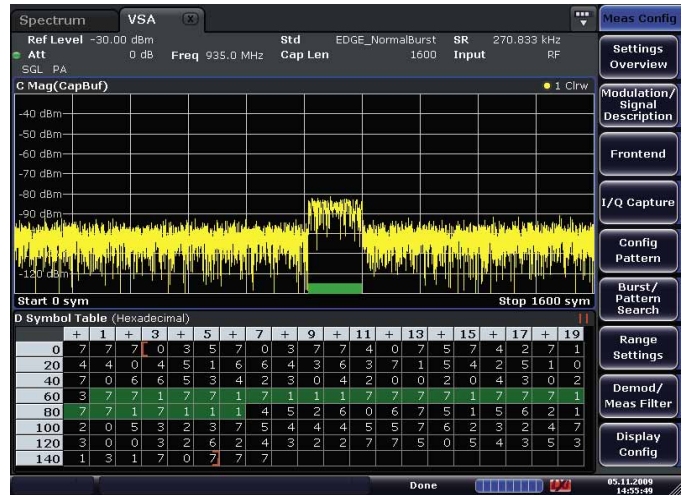 Spectrum VSA X
Meas Config
Ref Level -30.00 dBm Std EDGE_NormalBurst SR 270.833 kHz
Att 0 dB Freq 935.0 MHz Cap Len 1600 Input RF
SGL PA
C Mag(CapBuf) 1 Clrw
-40 dBm
-50 dBm
-60 dBm
-70 dBm
-80 dBm
-90 dBm
-120 dBm
Start 0 sym Stop 1600 sym
D Symbol Table (Hexadecimal)
+ 1 + 3 + 5 + 7 + 9 + 11 + 13 + 15 + 17 + 19
0 7 7 7 [ 0 3 5 7 0 3 7 7 4 0 7 5 7 4 2 7 1
20 4 4 0 4 5 1 6 6 4 3 6 3 7 1 5 4 2 5 1 0
40 7 0 6 6 5 3 4 2 3 0 4 2 0 0 2 0 4 3 0 2
60 3 7 7 1 7 7 1 7 1 1 1 7 7 7 7 1 7 7 7 1
80 7 7 1 7 1 1 1 4 5 2 6 0 6 7 5 1 5 6 2 1
100 2 0 5 3 2 3 7 5 4 4 4 5 5 7 6 2 3 2 4 7
120 3 0 0 3 2 6 2 4 3 2 2 7 7 5 0 5 4 3 5 3
140 1 3 1 7 0 7 ] 7 7
Settings
Overview
Modulation/
Signal
Description
Frontend
I/Q Capture
Config
Pattern
Burst/
Pattern
Search
Range
Settings
Demod/
Meas Filter
Display
Config
Done
05.11.2009
14:55:49